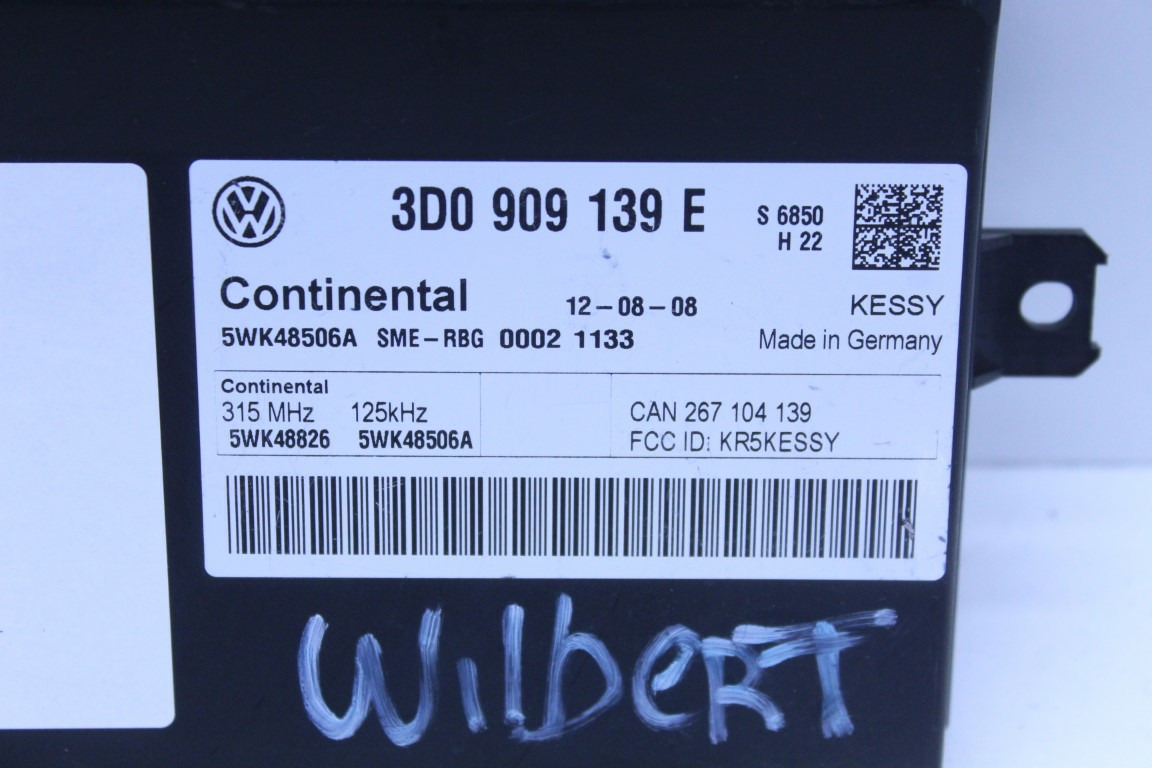 3D0 909 139 E
S 6850
H 22
Continental
12-08-08
KESSY
5WK48506A SME-RBG 0002 1133
Made in Germany
Continental
315 MHz 125kHz
5WK48826 5WK48506A
CAN 267 104 139
FCC ID: KR5KESSY
WilbeRT